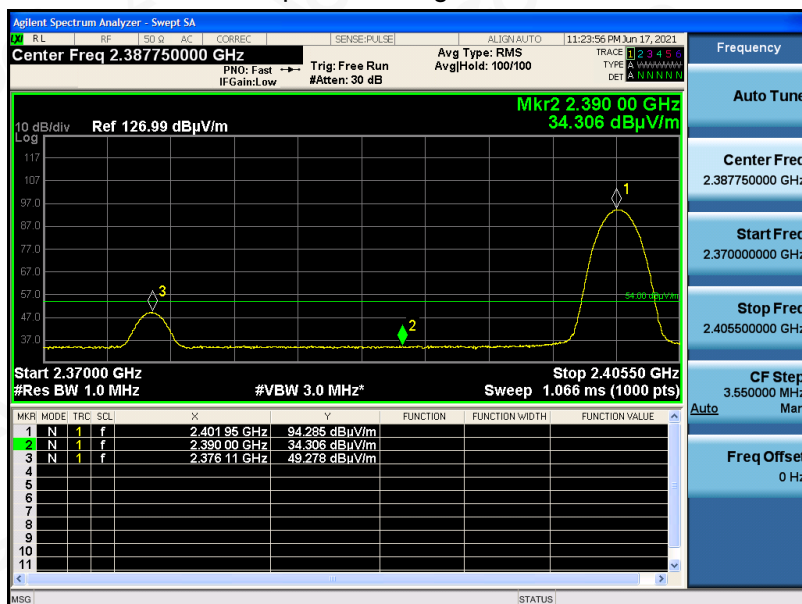 Agilent Spectrum Analyzer - Swept SA
LXI RL RF 50 Ω AC CORREC SENSE:PULSE ALIGN AUTO 11:23:56 PM Jun 17, 2021
Center Freq 2.387750000 GHz
PNO: Fast
IFGain:Low
Trig: Free Run
#Atten: 30 dB
Avg Type: RMS
Avg|Hold: 100/100
TRACE 1 2 3 4 5 6
TYPE A WWWWW
DET A N N N N N
Mkr2 2.390 00 GHz
34.306 dBµV/m
10 dB/div Ref 126.99 dBµV/m
Log
117
107
97.0
87.0
77.0
67.0
57.0
47.0
37.0
1
2
3
54.00 dBµV/m
Start 2.37000 GHz Stop 2.40550 GHz
#Res BW 1.0 MHz #VBW 3.0 MHz* Sweep 1.066 ms (1000 pts)
MKR MODE TRC SCL X Y FUNCTION FUNCTION WIDTH FUNCTION VALUE
1 N 1 f 2.401 95 GHz 94.285 dBµV/m
2 N 1 f 2.390 00 GHz 34.306 dBµV/m
3 N 1 f 2.376 11 GHz 49.278 dBµV/m
4
5
6
7
8
9
10
11
MSG STATUS
Frequency
Auto Tune
Center Freq
2.387750000 GHz
Start Freq
2.370000000 GHz
Stop Freq
2.405500000 GHz
CF Step
3.550000 MHz
Auto Man
Freq Offset
0 Hz